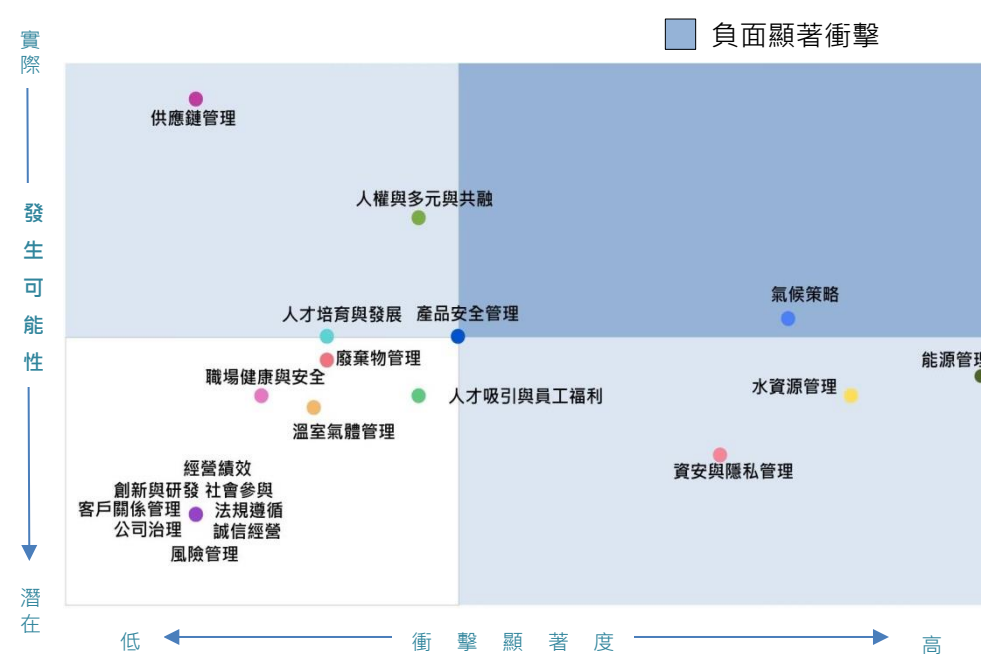 負面顯著衝擊
實際
發生可能性
潛在
供應鏈管理
人權與多元與共融
氣候策略
人才培育與發展 產品安全管理
廢棄物管理
能源管理
職場健康與安全
水資源管理
人才吸引與員工福利
溫室氣體管理
資安與隱私管理
經營績效
創新與研發 社會參與
客戶關係管理 法規遵循
公司治理 誠信經營
風險管理
低 衝擊顯著度 高